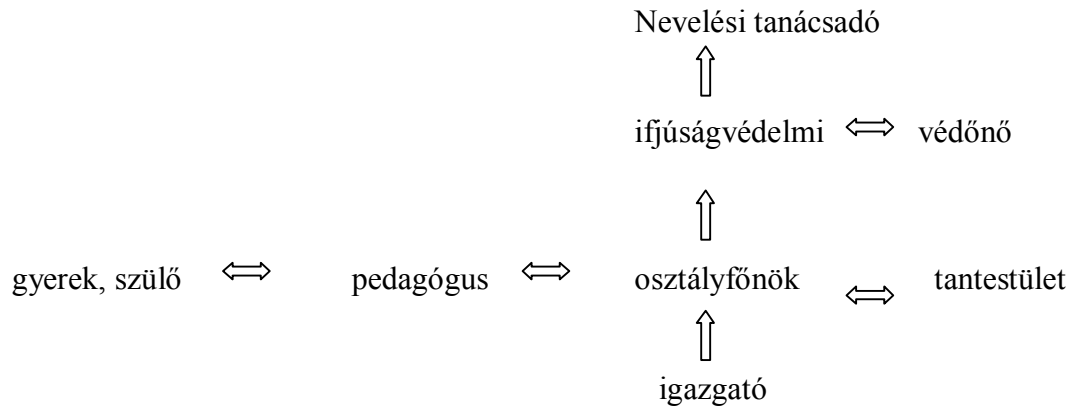 Nevelési tanácsadó
ifjúságvédelmi védőnő
gyerek, szülő pedagógus osztályfőnök tantestület
igazgató